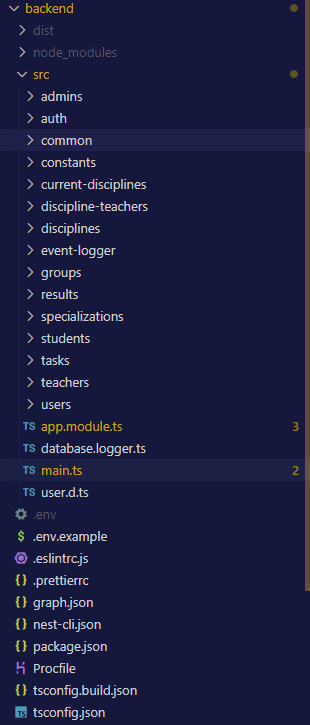 backend
dist
node_modules
src
admins
auth
common
constants
current-disciplines
discipline-teachers
disciplines
event-logger
groups
results
specializations
students
tasks
teachers
users
TS app.module.ts 3
TS database.logger.ts
TS main.ts 2
TS user.d.ts
.env
$ .env.example
.eslintrc.js
.prettierrc
{} graph.json
{} nest-cli.json
{} package.json
Procfile
{} tsconfig.build.json
TS tsconfig.json